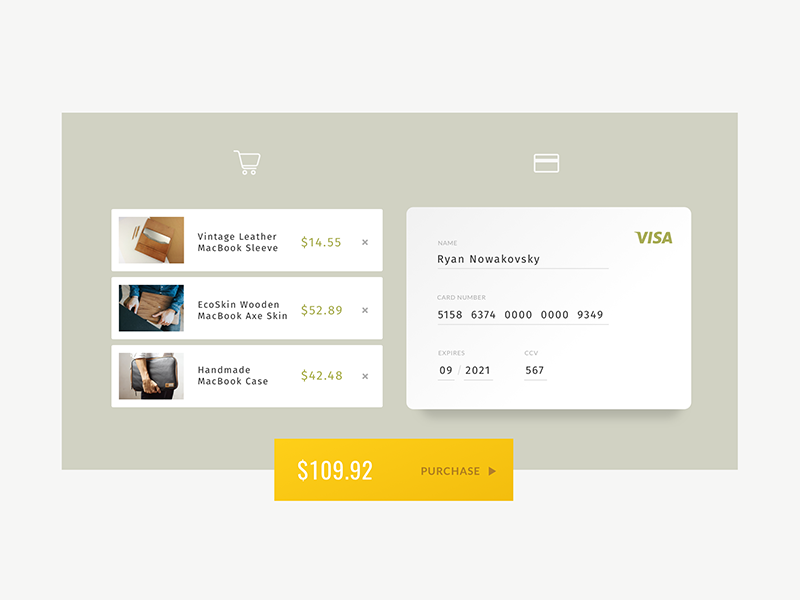 Vintage Leather
MacBook Sleeve
$14.55
×
EcoSkin Wooden
MacBook Axe Skin
$52.89
×
Handmade
MacBook Case
$42.48
×
VISA
NAME
Ryan Nowakovsky
CARD NUMBER
5158 6374 0000 0000 9349
EXPIRES
09 / 2021
CCV
567
$109.92
PURCHASE